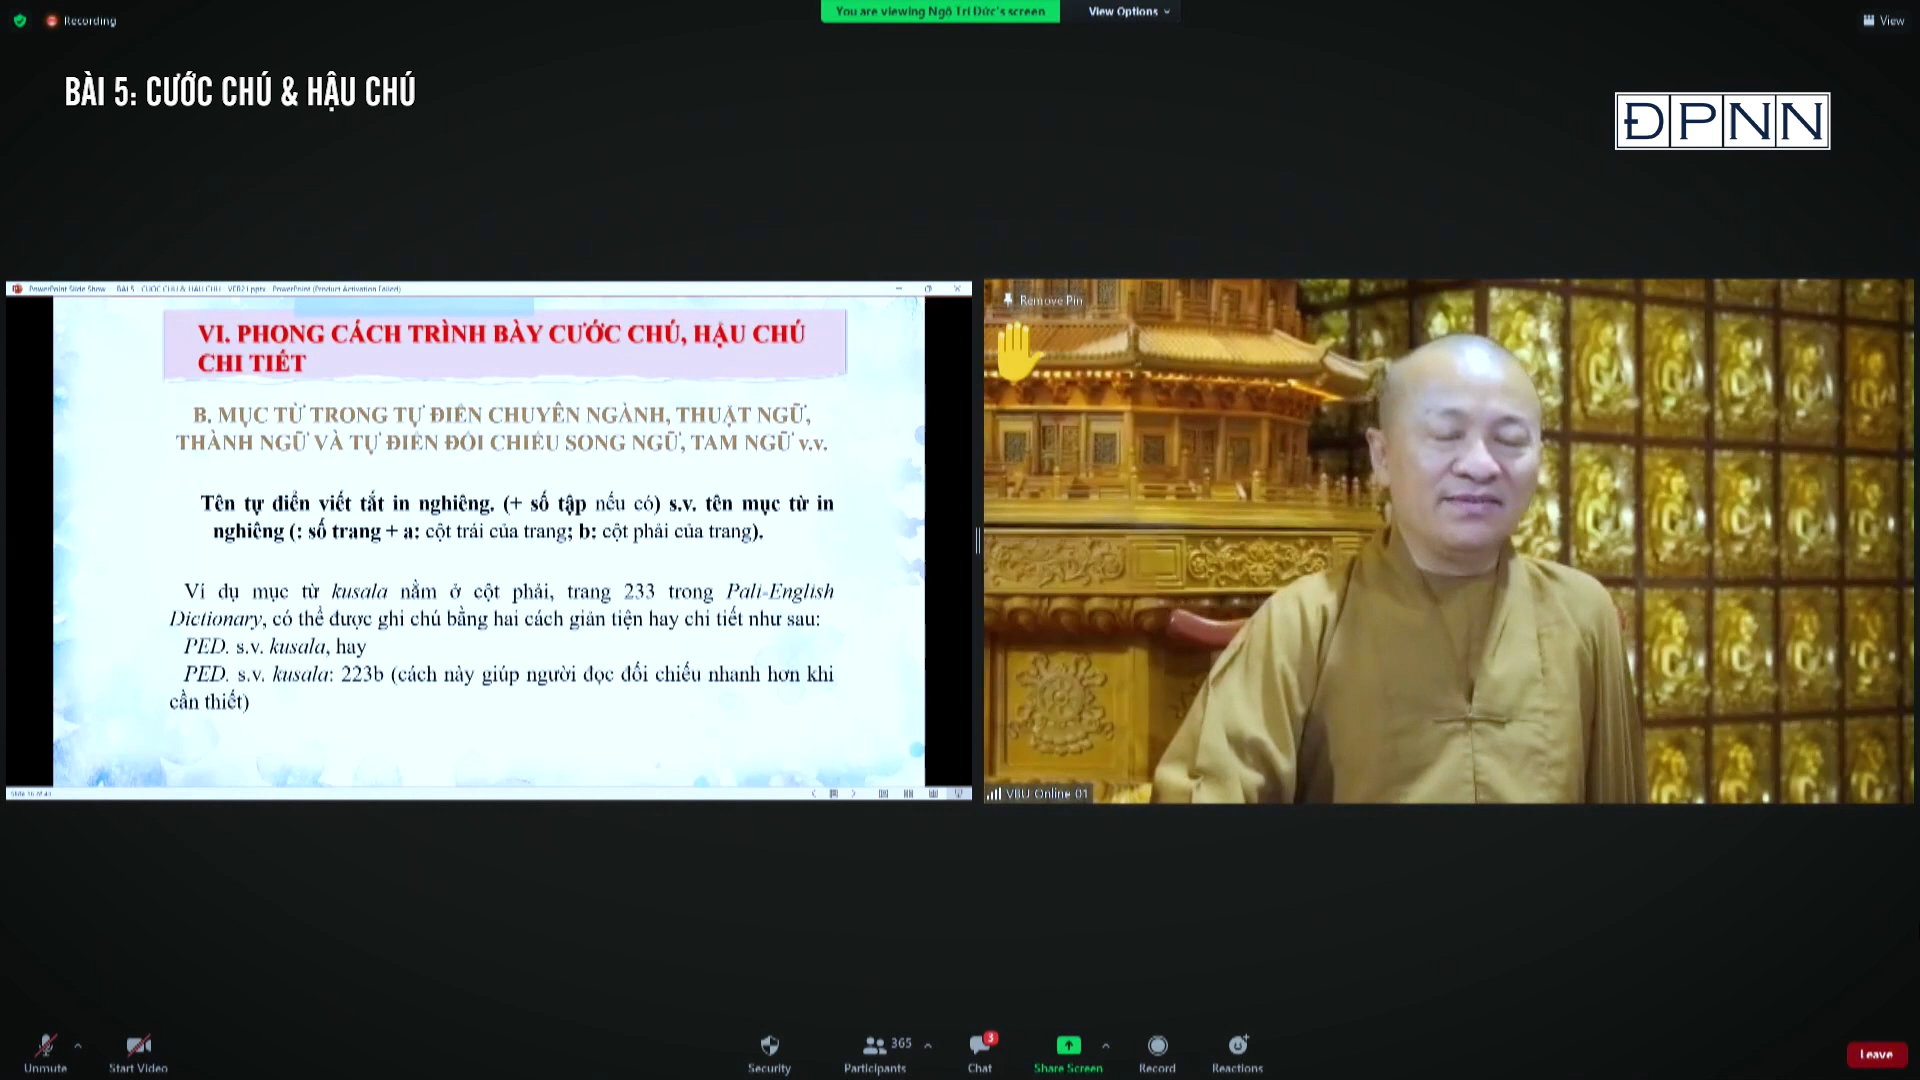 Recording
You are viewing Ngô Trí Đức's screen
View Options
View
BÀI 5: CƯỚC CHÚ & HẬU CHÚ
ĐPNN
PowerPoint Slide Show
PowerPoint (Product Activation Failed)
VI. PHONG CÁCH TRÌNH BÀY CƯỚC CHÚ, HẬU CHÚ
CHI TIẾT
B. MỤC TỪ TRONG TỰ ĐIỂN CHUYÊN NGÀNH, THUẬT NGỮ,
THÀNH NGỮ VÀ TỰ ĐIỂN ĐỐI CHIẾU SONG NGỮ, TAM NGỮ v.v.
Tên tự điển viết tắt in nghiêng. (+ số tập nếu có) s.v. tên mục từ in
nghiêng (: số trang + a: cột trái của trang; b: cột phải của trang).
Ví dụ mục từ kusala nằm ở cột phải, trang 233 trong Pali-English
Dictionary, có thể được ghi chú bằng hai cách giản tiện hay chi tiết như sau:
PED. s.v. kusala, hay
PED. s.v. kusala: 223b (cách này giúp người đọc đối chiếu nhanh hơn khi
cần thiết)
Remove Pin
VBU Online 01
Unmute
Start Video
Security
365
Participants
3
Chat
Share Screen
Record
Reactions
Leave